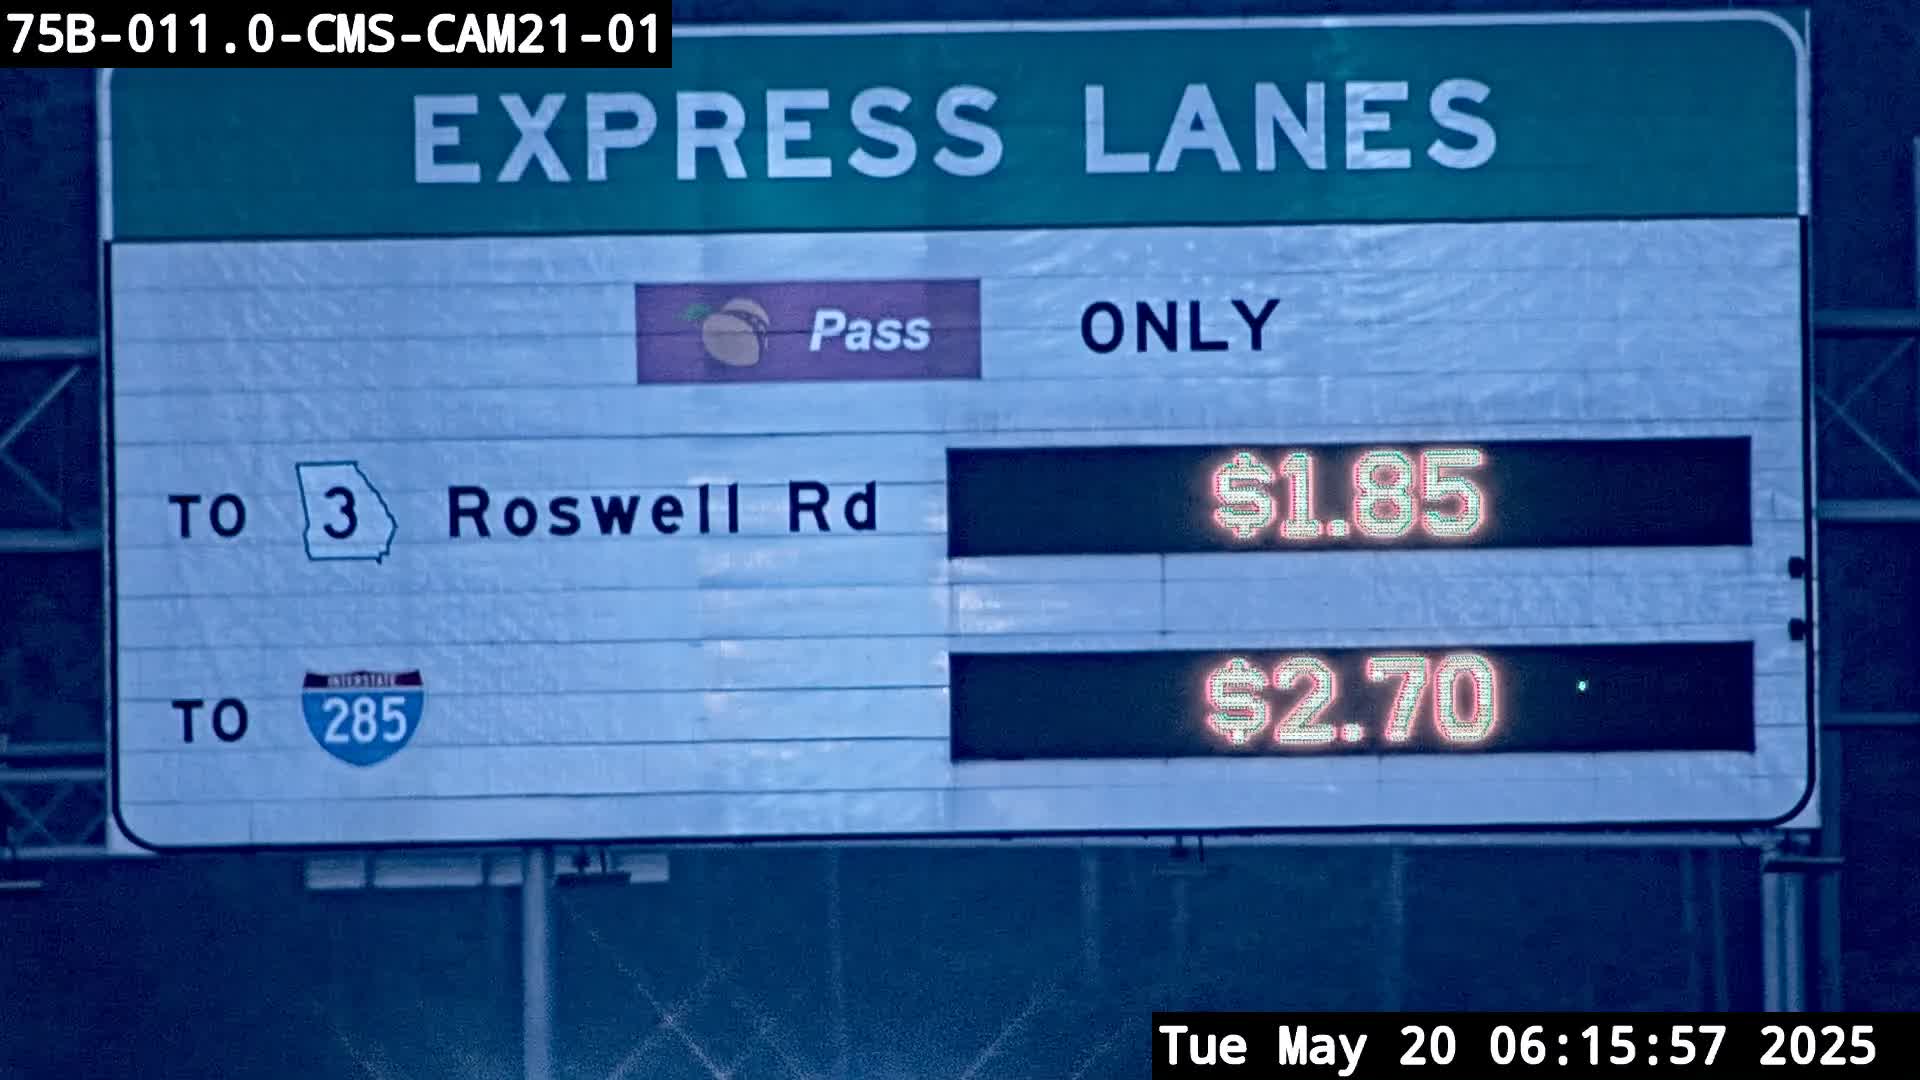 75B-011.0-CMS-CAM21-01
EXPRESS LANES
Pass ONLY
TO 3 Roswell Rd $1.85
INTERSTATE
TO 285 $2.70
Tue May 20 06:15:57 2025